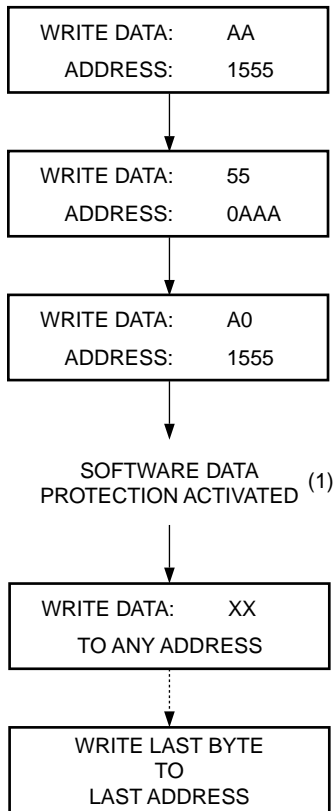 WRITE DATA: AA
ADDRESS: 1555
WRITE DATA: 55
ADDRESS: 0AAA
WRITE DATA: A0
ADDRESS: 1555
SOFTWARE DATA
PROTECTION ACTIVATED (1)
WRITE DATA: XX
TO ANY ADDRESS
WRITE LAST BYTE
TO
LAST ADDRESS